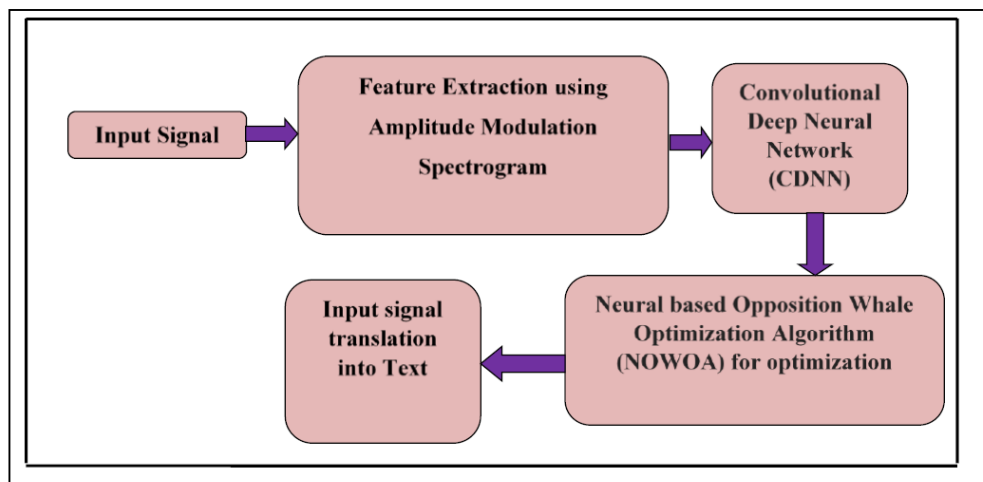 Input Signal
Feature Extraction using
Amplitude Modulation
Spectrogram
Convolutional
Deep Neural
Network
(CDNN)
Neural based Opposition Whale
Optimization Algorithm
(NOWOA) for optimization
Input signal
translation
into Text